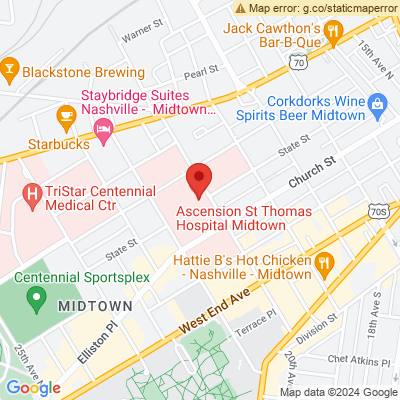 Map error: g.co/staticmaperror
Jack Cawthon's
Bar-B-Que
Warner St
15th Ave N
70
Pearl St
Blackstone Brewing
Staybridge Suites
Nashville - Midtown...
Corkdorks Wine
Spirits Beer Midtown
Starbucks
State St
Church St
H
TriStar Centennial
Medical Ctr
Ascension St Thomas
Hospital Midtown
70S
State St
Hattie B's Hot Chicken
- Nashville - Midtown
Centennial Sportsplex
MIDTOWN
West End Ave
Elliston Pl
Terrace Pl
Division St
18th Ave S
25th Ave N
20th Ave
Chet Atkins Pl
Google
Map data ©2024 Google